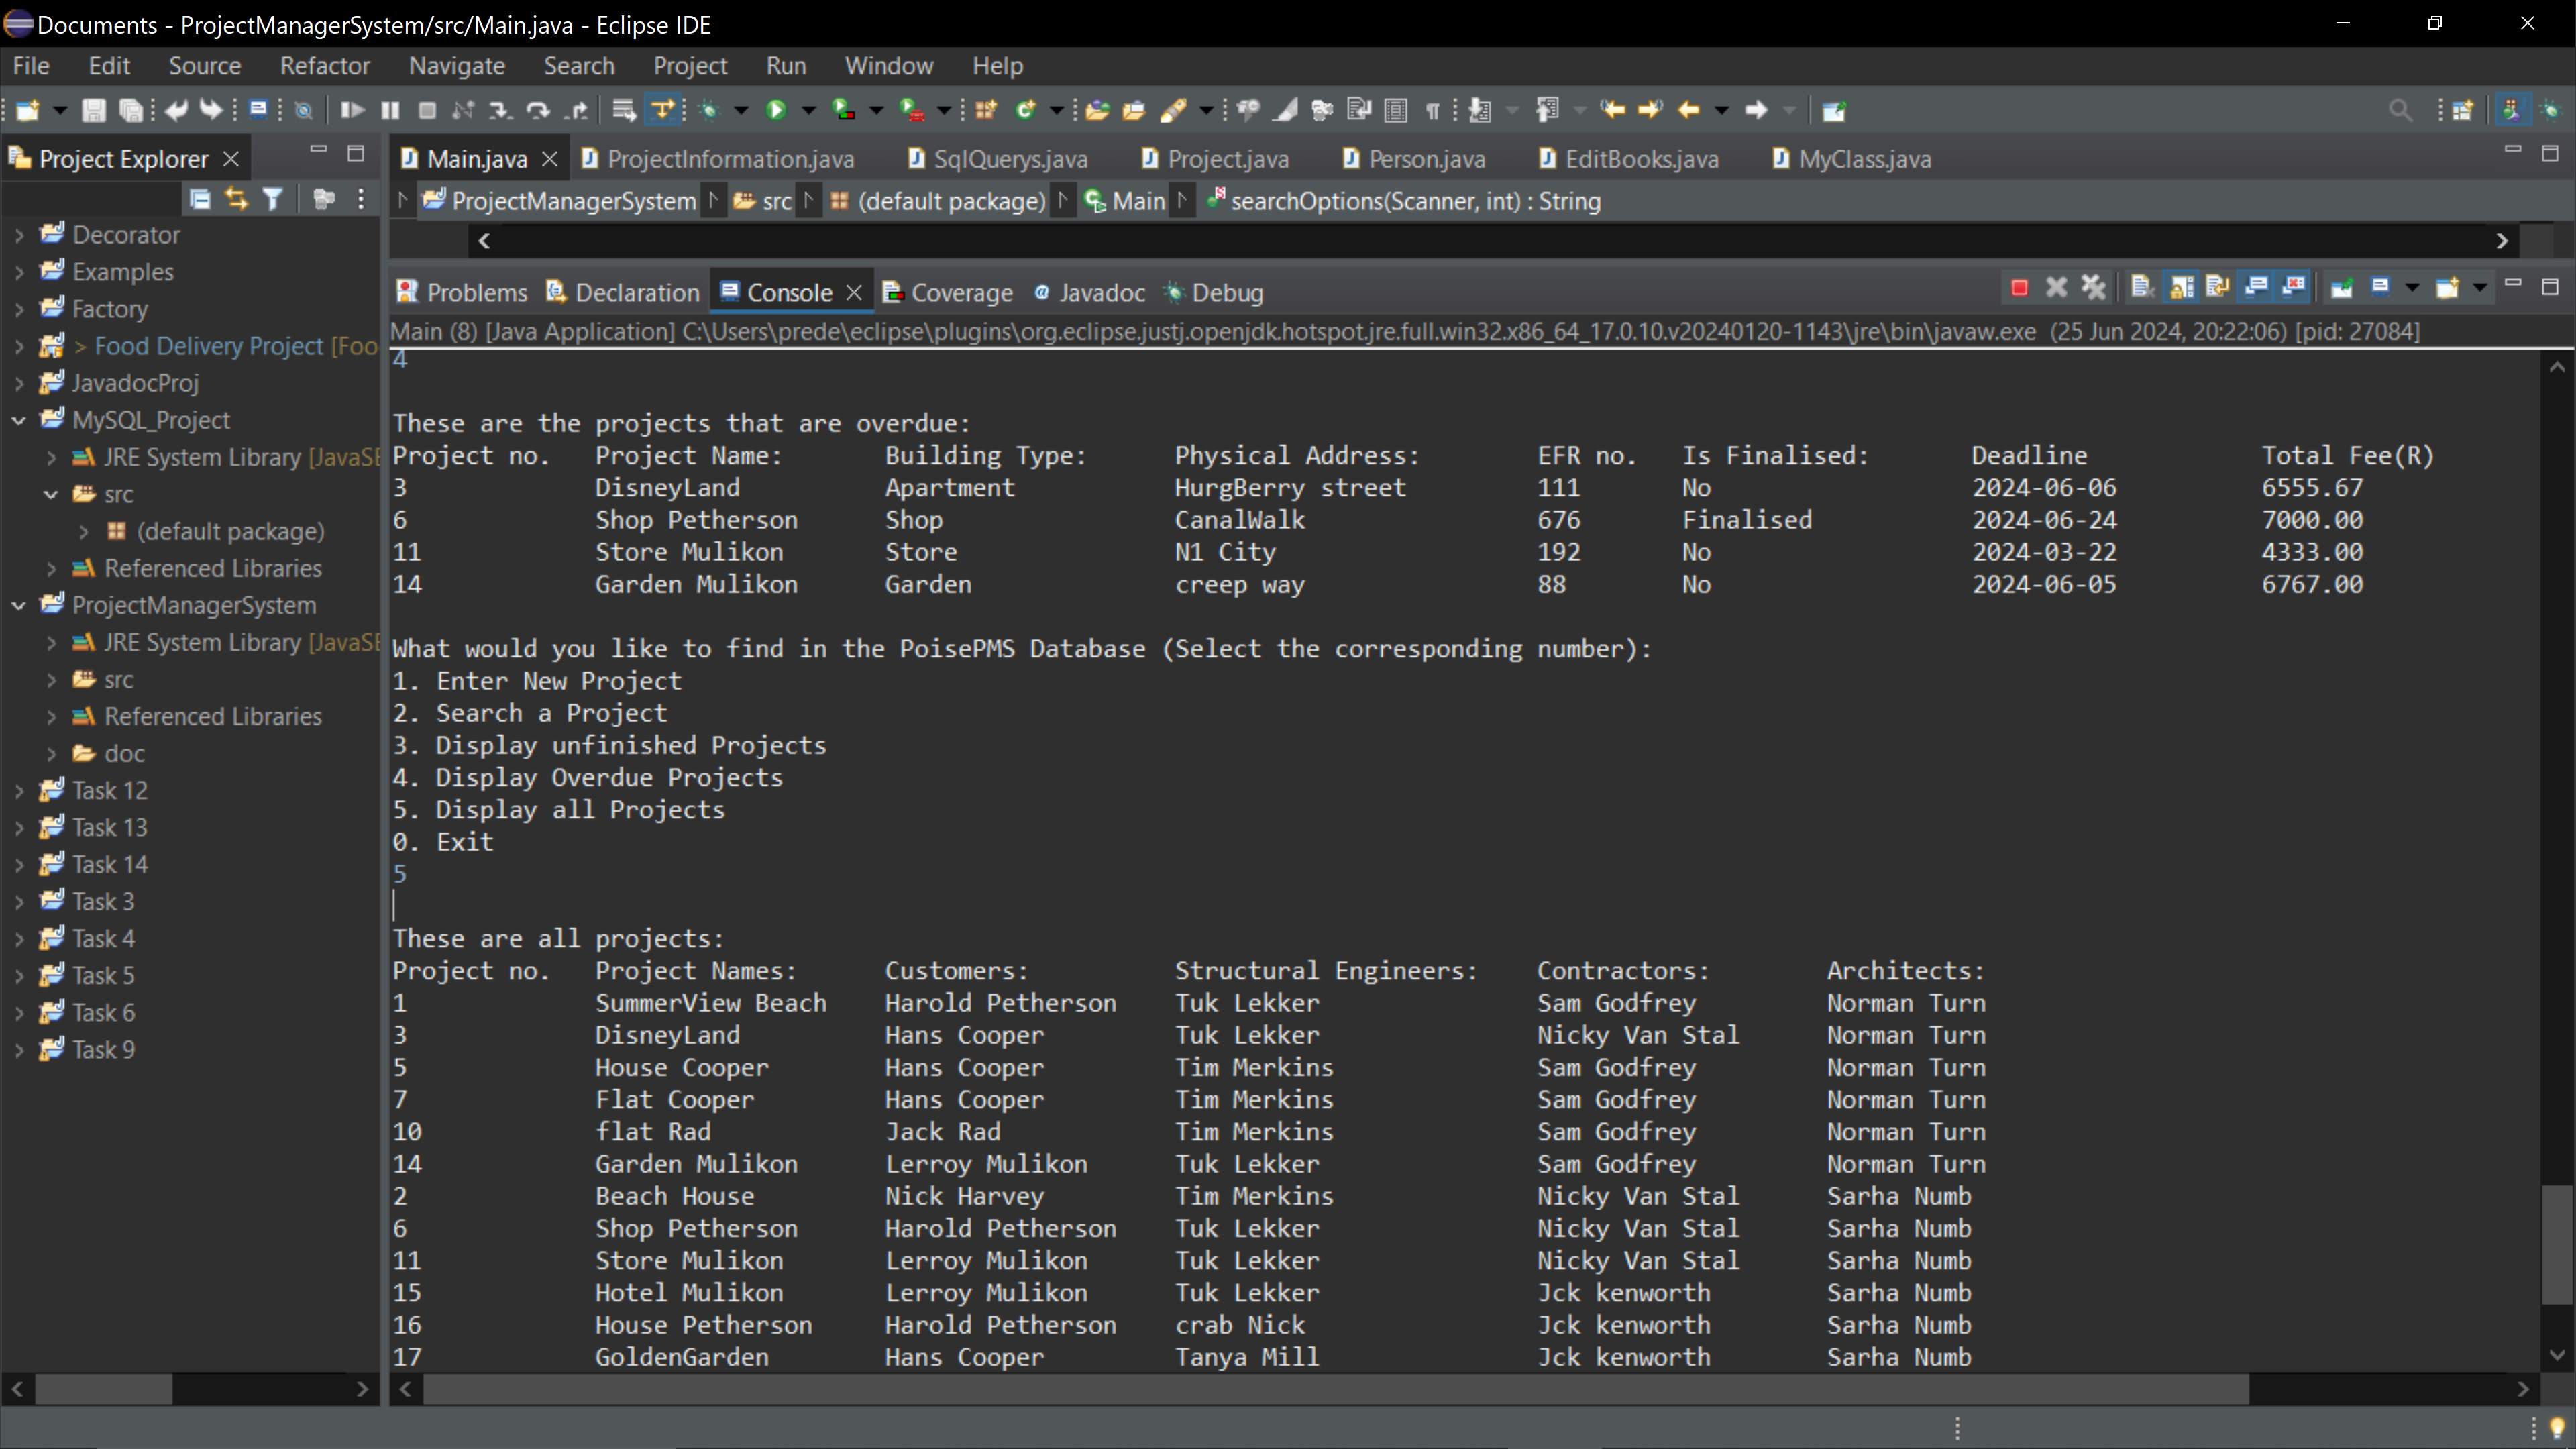 Documents - ProjectManagerSystem/src/Main.java - Eclipse IDE
File Edit Source Refactor Navigate Search Project Run Window Help
Project Explorer
Main.java ProjectInformation.java SqlQuerys.java Project.java Person.java EditBooks.java MyClass.java
ProjectManagerSystem src (default package) Main searchOptions(Scanner, int) : String
Decorator
Examples
Factory
> Food Delivery Project [Foo
JavadocProj
MySQL_Project
JRE System Library [JavaSE
src
(default package)
Referenced Libraries
ProjectManagerSystem
JRE System Library [JavaSE
src
Referenced Libraries
doc
Task 12
Task 13
Task 14
Task 3
Task 4
Task 5
Task 6
Task 9
Problems Declaration Console Coverage Javadoc Debug
Main (8) [Java Application] C:\Users\prede\eclipse\plugins\org.eclipse.justj.openjdk.hotspot.jre.full.win32.x86_64_17.0.10.v20240120-1143\jre\bin\javaw.exe (25 Jun 2024, 20:22:06) [pid: 27084]
4
These are the projects that are overdue:
Project no. Project Name: Building Type: Physical Address: EFR no. Is Finalised: Deadline Total Fee(R)
3 DisneyLand Apartment HurgBerry street 111 No 2024-06-06 6555.67
6 Shop Petherson Shop CanalWalk 676 Finalised 2024-06-24 7000.00
11 Store Mulikon Store N1 City 192 No 2024-03-22 4333.00
14 Garden Mulikon Garden creep way 88 No 2024-06-05 6767.00
What would you like to find in the PoisePMS Database (Select the corresponding number):
1. Enter New Project
2. Search a Project
3. Display unfinished Projects
4. Display Overdue Projects
5. Display all Projects
0. Exit
5
These are all projects:
Project no. Project Names: Customers: Structural Engineers: Contractors: Architects:
1 SummerView Beach Harold Petherson Tuk Lekker Sam Godfrey Norman Turn
3 DisneyLand Hans Cooper Tuk Lekker Nicky Van Stal Norman Turn
5 House Cooper Hans Cooper Tim Merkins Sam Godfrey Norman Turn
7 Flat Cooper Hans Cooper Tim Merkins Sam Godfrey Norman Turn
10 flat Rad Jack Rad Tim Merkins Sam Godfrey Norman Turn
14 Garden Mulikon Lerroy Mulikon Tuk Lekker Sam Godfrey Norman Turn
2 Beach House Nick Harvey Tim Merkins Nicky Van Stal Sarha Numb
6 Shop Petherson Harold Petherson Tuk Lekker Nicky Van Stal Sarha Numb
11 Store Mulikon Lerroy Mulikon Tuk Lekker Nicky Van Stal Sarha Numb
15 Hotel Mulikon Lerroy Mulikon Tuk Lekker Jck kenworth Sarha Numb
16 House Petherson Harold Petherson crab Nick Jck kenworth Sarha Numb
17 GoldenGarden Hans Cooper Tanya Mill Jck kenworth Sarha Numb